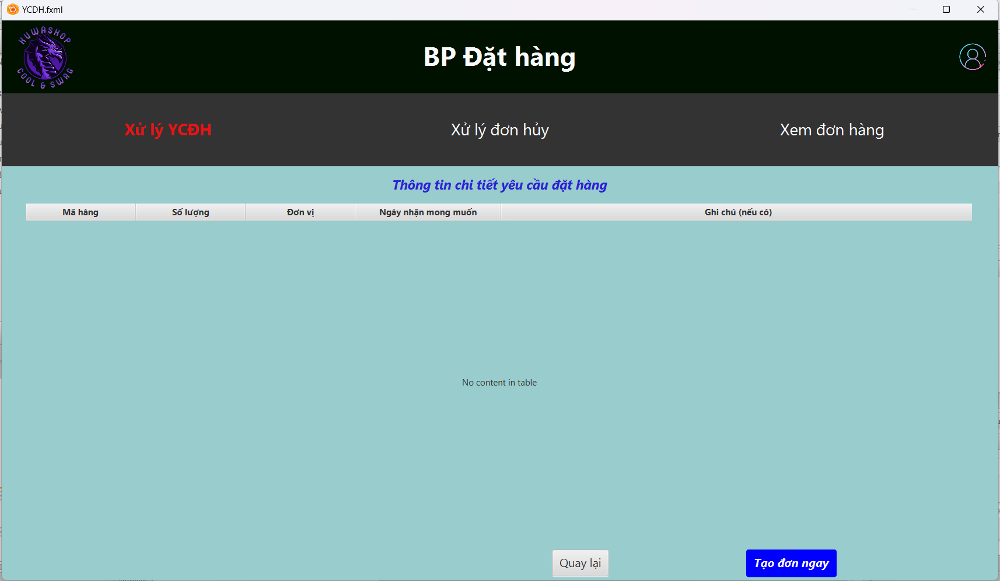 YCDH.fxml
KUWASHOP
COOL & SWAG
BP Đặt hàng
Xử lý YCĐH
Xử lý đơn hủy
Xem đơn hàng
Thông tin chi tiết yêu cầu đặt hàng
Mã hàng Số lượng Đơn vị Ngày nhận mong muốn Ghi chú (nếu có)
No content in table
Quay lại
Tạo đơn ngay